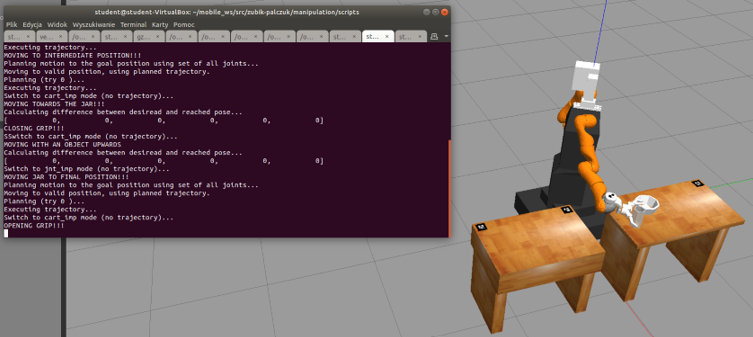 student@student-VirtualBox: ~/mobile_ws/src/zubik-palczuk/manipulation/scripts
Plik Edycja Widok Wyszukiwanie Terminal Karty Pomoc
st... × ve... × /o... × st... × gz... × /o... × /o... × /o... × /o... × /o... × st... × st... × st... ×
Executing trajectory...
MOVING TO INTERMEDIATE POSITION!!!
Planning motion to the goal position using set of all joints...
Moving to valid position, using planned trajectory.
Planning (try 0 )...
Executing trajectory...
Switch to cart_imp mode (no trajectory)...
MOVING TOWARDS THE JAR!!!
Calculating difference between desiread and reached pose...
[ 0, 0, 0, 0, 0, 0]
CLOSING GRIP!!!
SSwitch to cart_imp mode (no trajectory)...
MOVING WITH AN OBJECT UPWARDS
Calculating difference between desiread and reached pose...
[ 0, 0, 0, 0, 0, 0]
Switch to jnt_imp mode (no trajectory)...
MOVING JAR TO FINAL POSITION!!!
Planning motion to the goal position using set of all joints...
Moving to valid position, using planned trajectory.
Planning (try 0 )...
Executing trajectory...
Switch to cart_imp mode (no trajectory)...
OPENING GRIP!!!